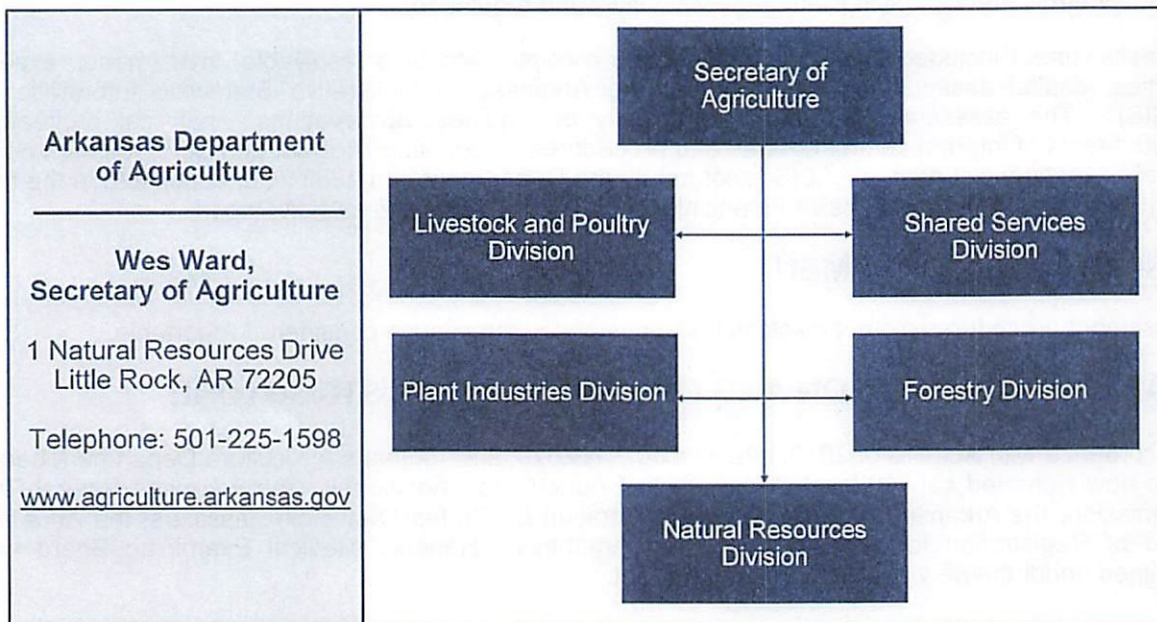 Arkansas Department
of Agriculture
Wes Ward,
Secretary of Agriculture
1 Natural Resources Drive
Little Rock, AR 72205
Telephone: 501-225-1598
www.agriculture.arkansas.gov
Secretary of
Agriculture
Livestock and Poultry
Division
Shared Services
Division
Plant Industries Division
Forestry Division
Natural Resources
Division